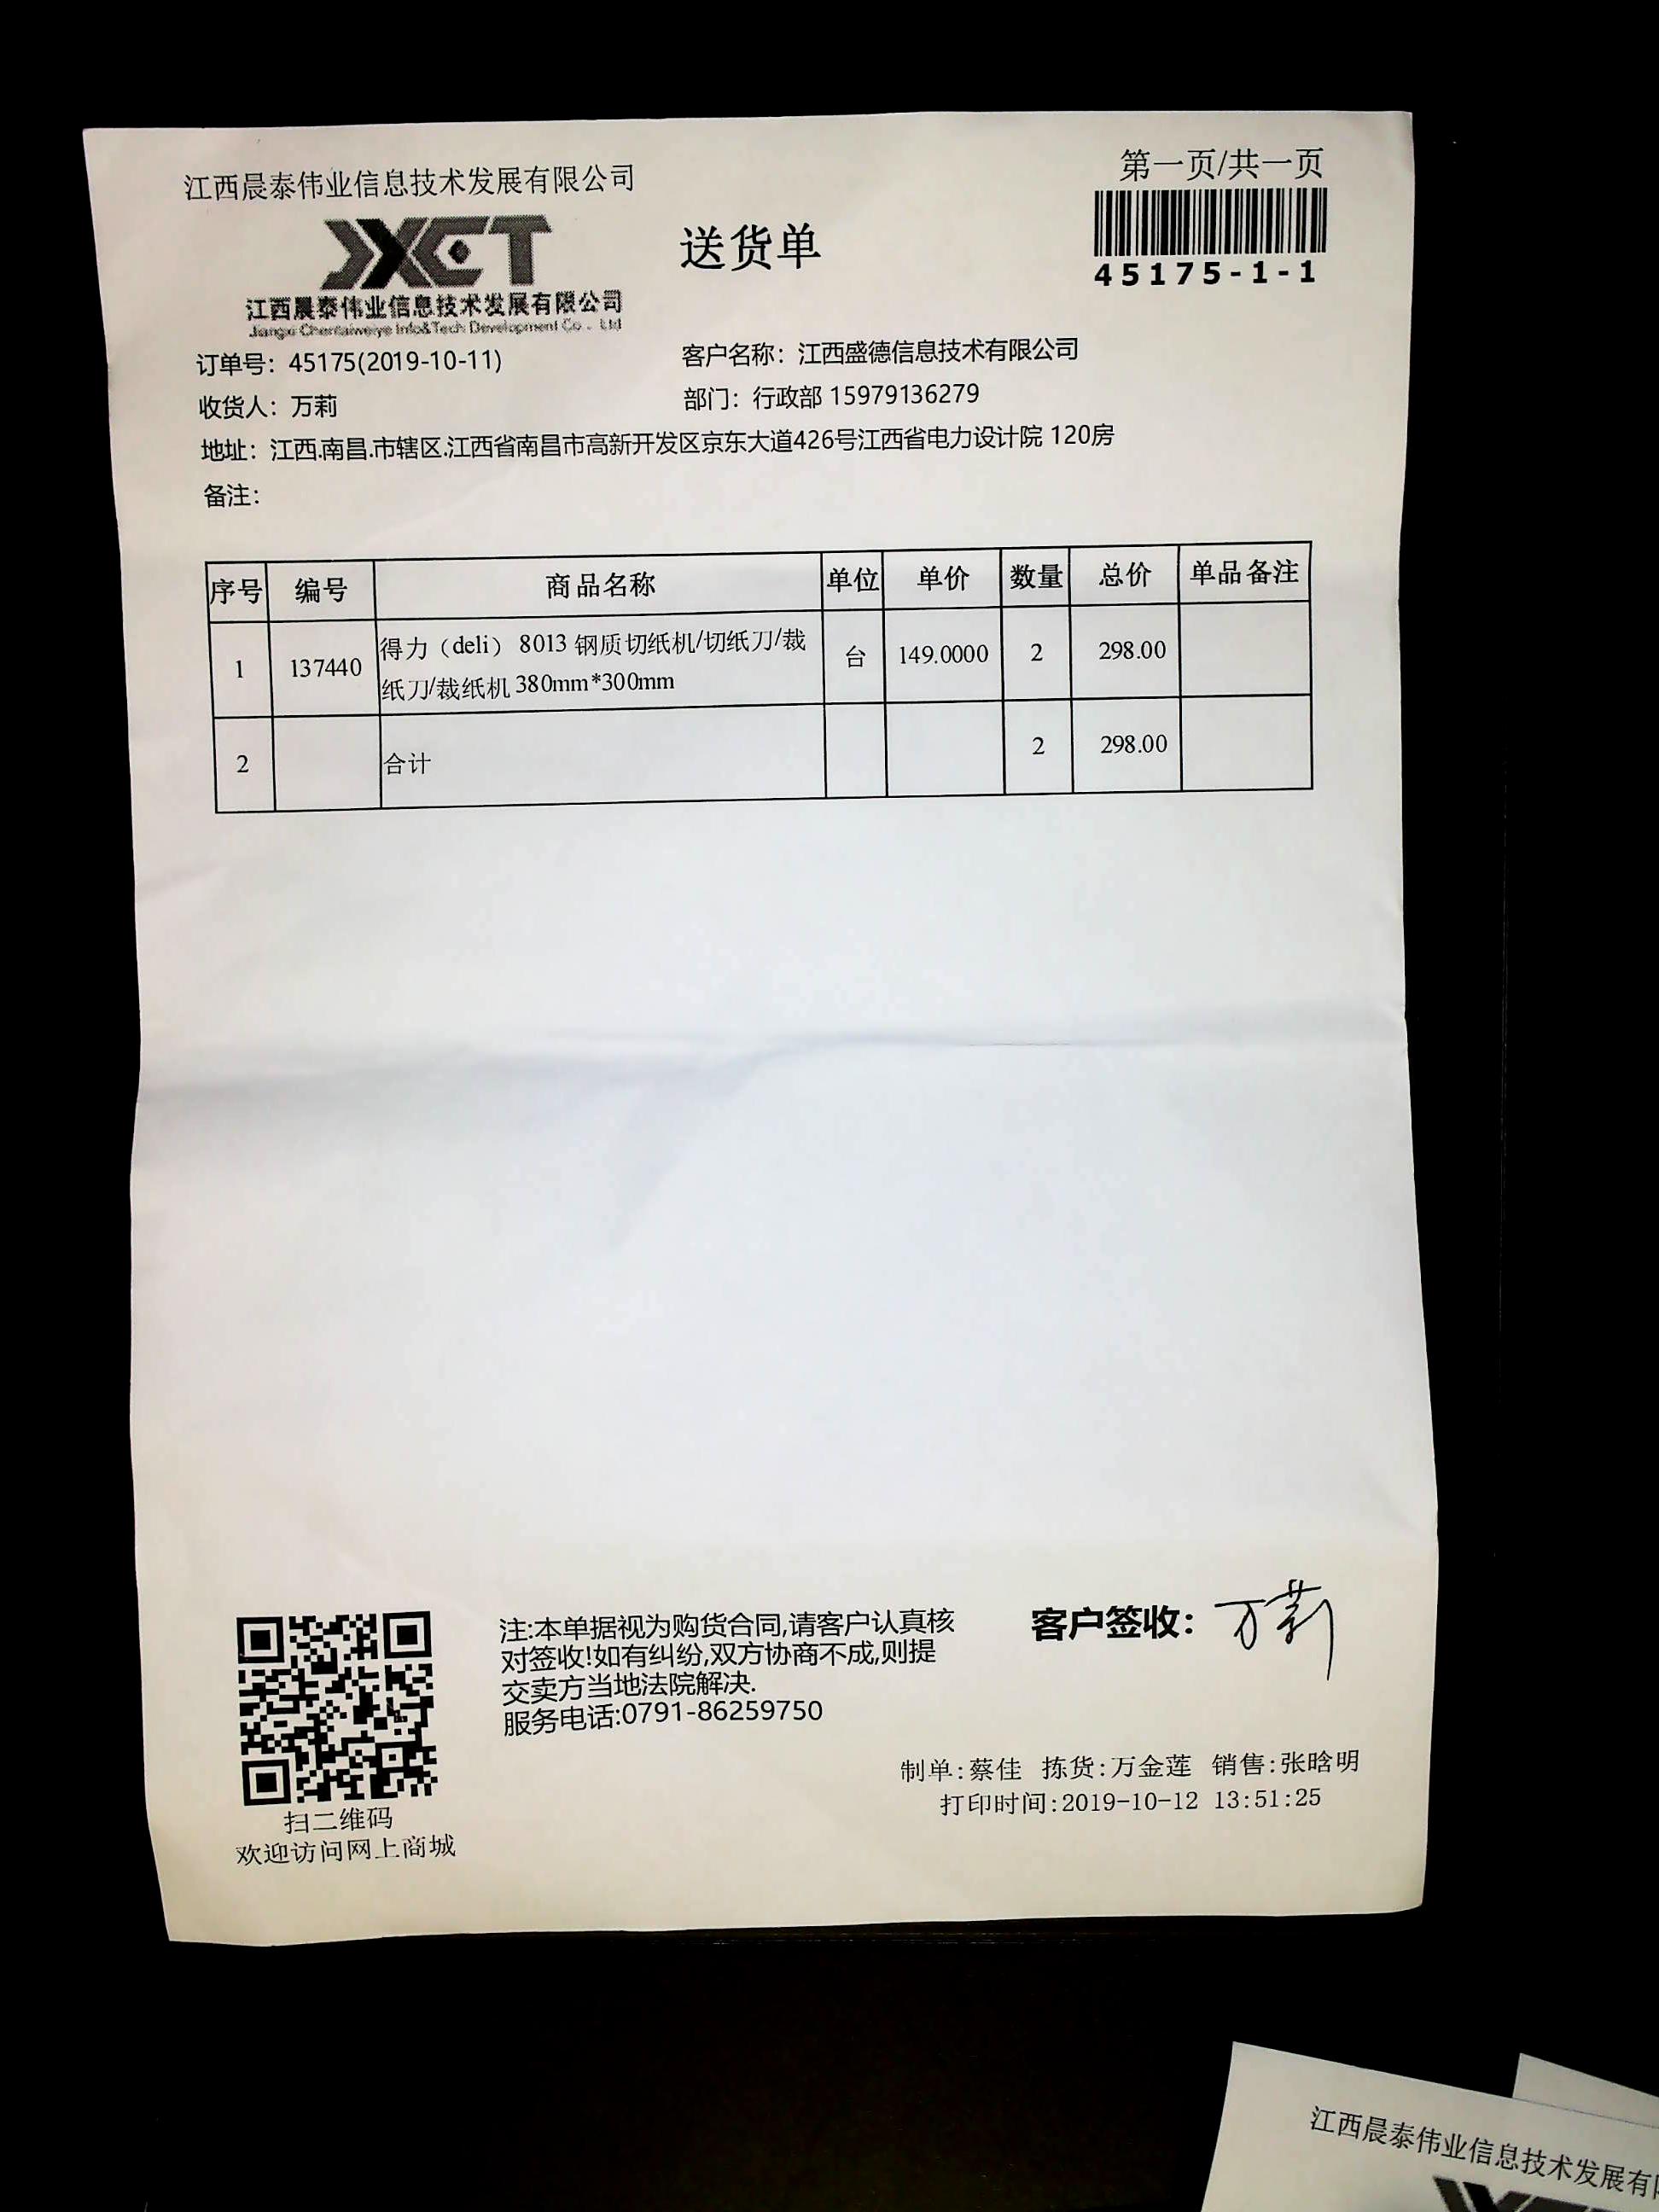 江西晨泰伟业信息技术发展有限公司
第一页/共一页
JXCT
送货单
45175-1-1
江西晨泰伟业信息技术发展有限公司
Jiangxi Chentaiweiye Info&Tech Development Co., Ltd
订单号：45175(2019-10-11)
客户名称：江西盛德信息技术有限公司
收货人：万莉
部门：行政部 15979136279
地址：江西.南昌.市辖区.江西省南昌市高新开发区京东大道426号江西省电力设计院 120房
备注：
序号 编号 商品名称 单位 单价 数量 总价 单品备注
1 137440 得力（deli） 8013 钢质切纸机/切纸刀/裁 台 149.0000 2 298.00
纸刀/裁纸机 380mm*300mm
2 合计 2 298.00
注:本单据视为购货合同,请客户认真核
对签收!如有纠纷,双方协商不成,则提
交卖方当地法院解决.
服务电话:0791-86259750
客户签收：万莉
制单:蔡佳 拣货:万金莲 销售:张晗明
打印时间:2019-10-12 13:51:25
扫二维码
欢迎访问网上商城
江西晨泰伟业信息技术发展有